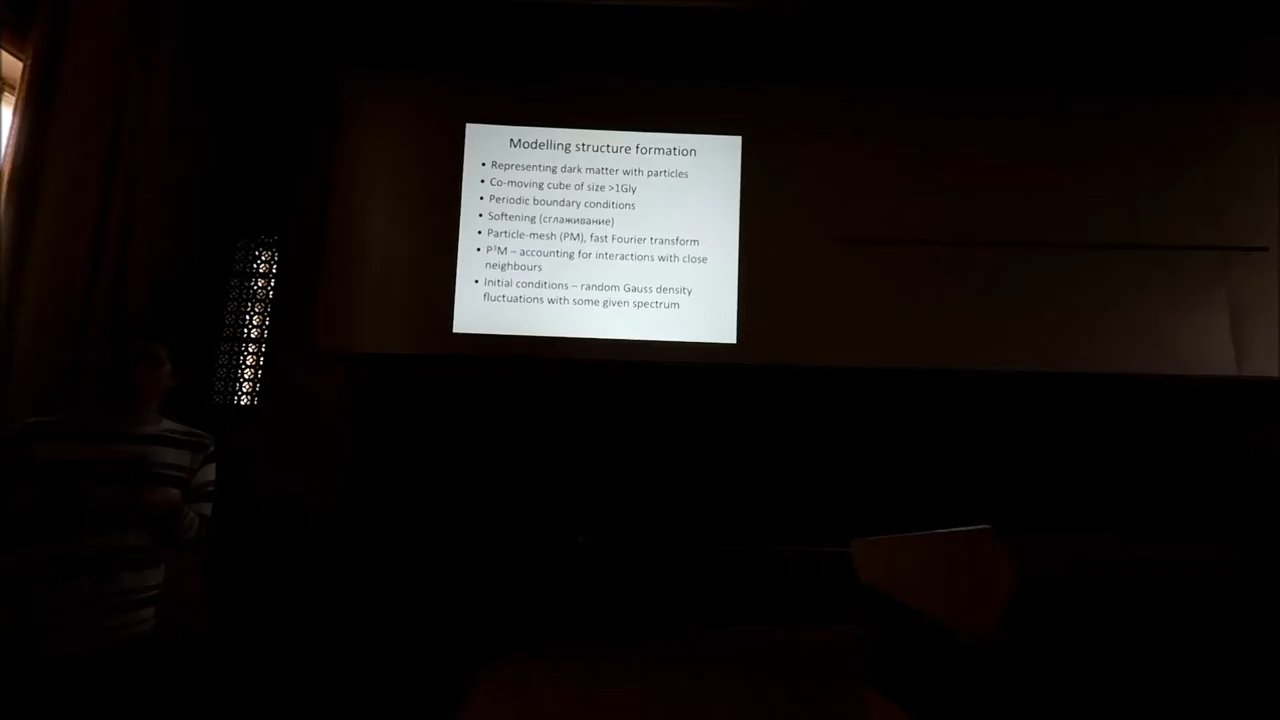 Modelling structure formation
• Representing dark matter with particles
• Co-moving cube of size >1Gly
• Periodic boundary conditions
• Softening (сглаживание)
• Particle-mesh (PM), fast Fourier transform
• P³M – accounting for interactions with close
neighbours
• Initial conditions – random Gauss density
fluctuations with some given spectrum